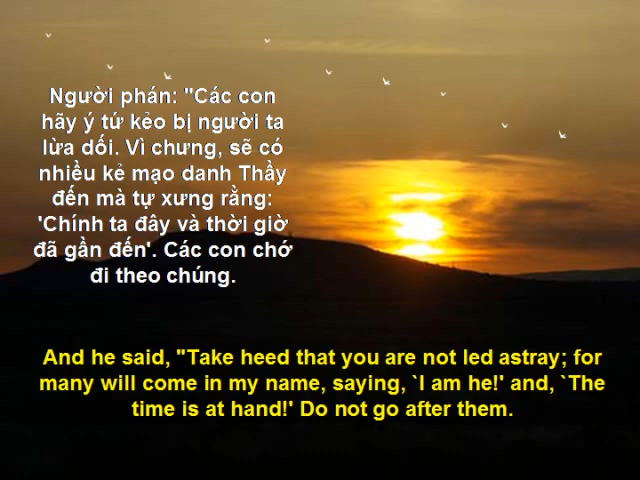 Người phán: "Các con
hãy ý tứ kẻo bị người ta
lừa dối. Vì chưng, sẽ có
nhiều kẻ mạo danh Thầy
đến mà tự xưng rằng:
'Chính ta đây và thời giờ
đã gần đến'. Các con chớ
đi theo chúng.
And he said, "Take heed that you are not led astray; for
many will come in my name, saying, `I am he!' and, `The
time is at hand!' Do not go after them.